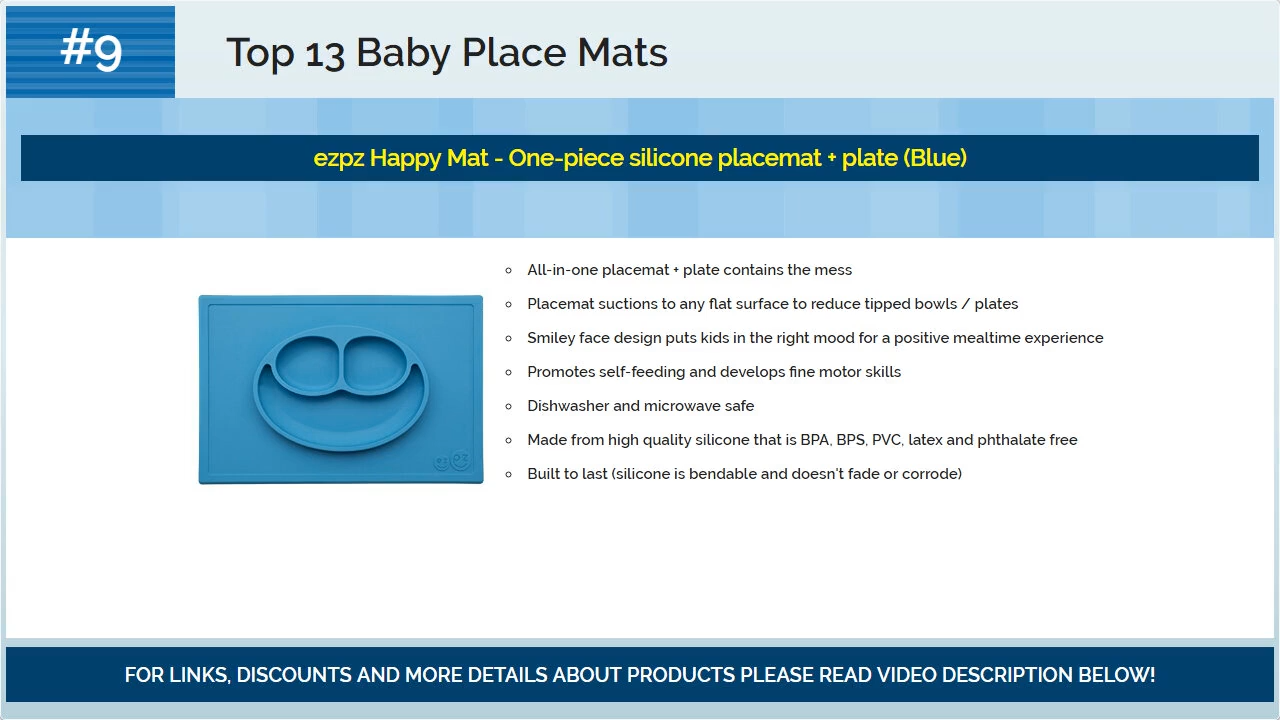 #9
Top 13 Baby Place Mats
ezpz Happy Mat - One-piece silicone placemat + plate (Blue)
All-in-one placemat + plate contains the mess
Placemat suctions to any flat surface to reduce tipped bowls / plates
Smiley face design puts kids in the right mood for a positive mealtime experience
Promotes self-feeding and develops fine motor skills
Dishwasher and microwave safe
Made from high quality silicone that is BPA, BPS, PVC, latex and phthalate free
Built to last (silicone is bendable and doesn't fade or corrode)
ez pz
FOR LINKS, DISCOUNTS AND MORE DETAILS ABOUT PRODUCTS PLEASE READ VIDEO DESCRIPTION BELOW!